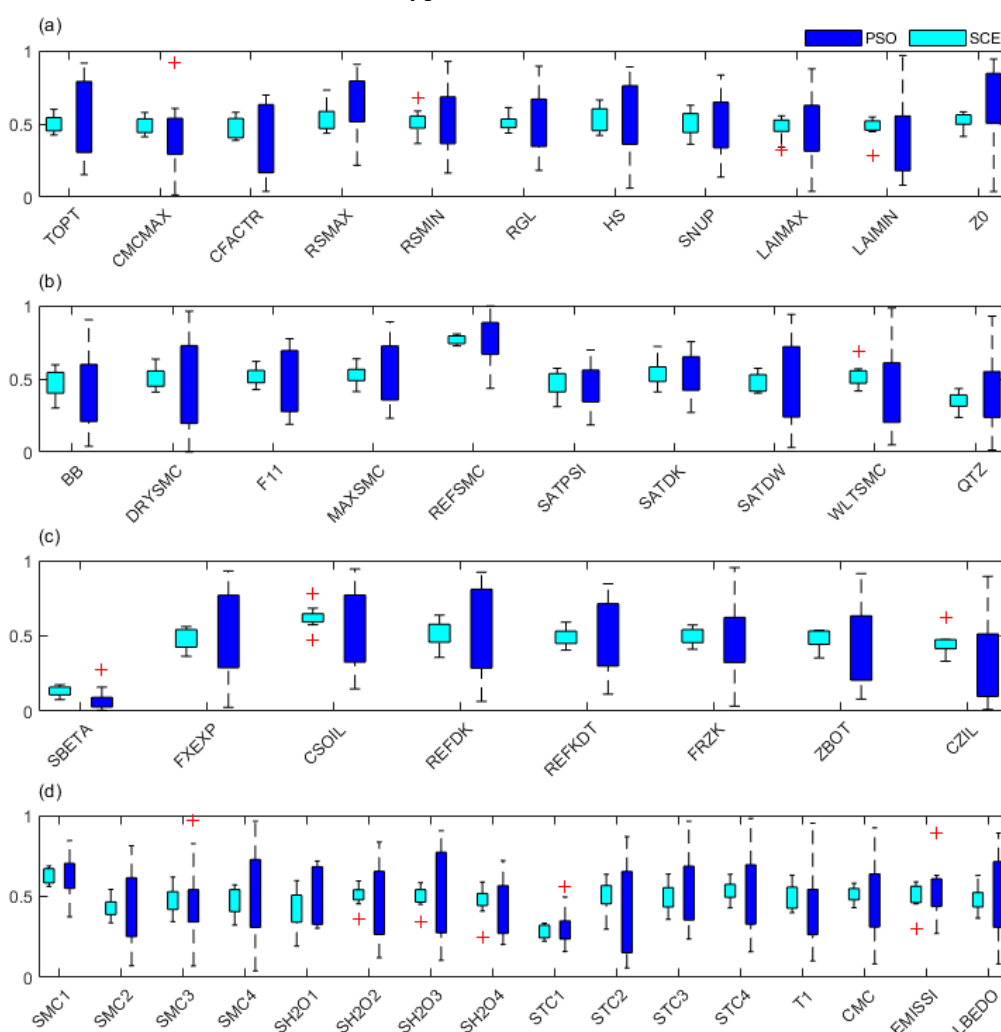 (a)
PSO SCE
1
0.5
0
TOPT CMCMAX CFACTR RSMAX RSMIN RGL HS SNUP LAIMAX LAIMIN Z0
(b)
1
0.5
0
BB DRYSMC F11 MAXSMC REFSMC SATPSI SATDK SATDW WLTSMC QTZ
(c)
1
0.5
0
SBETA FXEXP CSOIL REFDK REFKDT FRZK ZBOT CZIL
(d)
1
0.5
0
SMC1 SMC2 SMC3 SMC4 SH2O1 SH2O2 SH2O3 SH2O4 STC1 STC2 STC3 STC4 T1 CMC EMISSI LBEDO